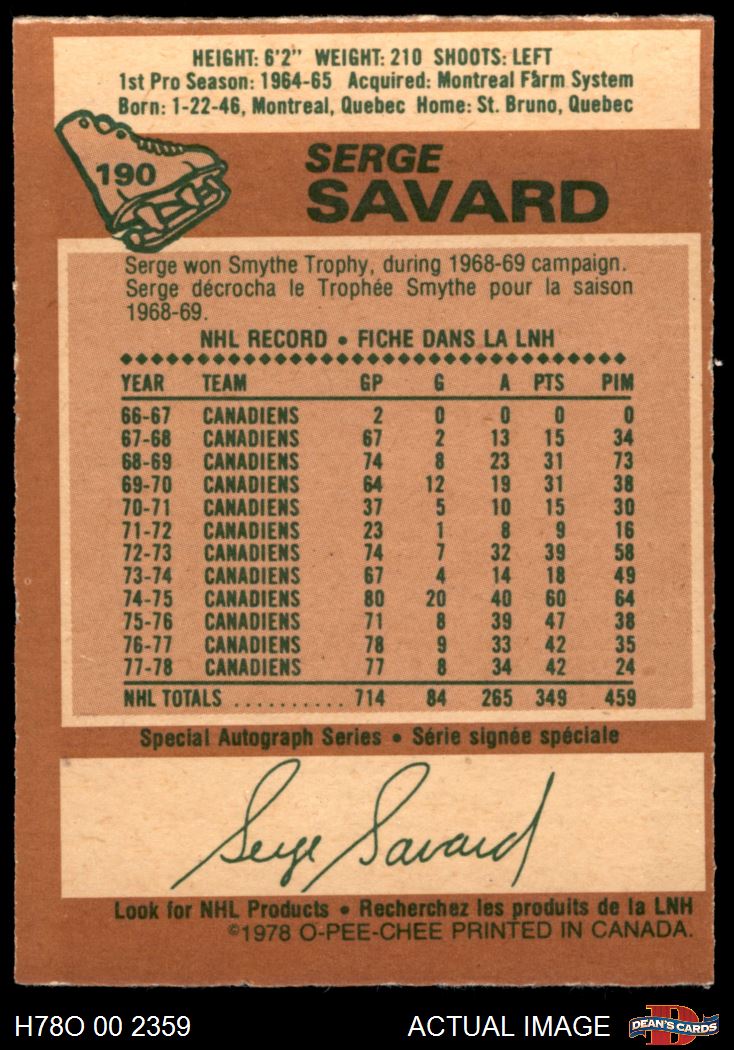 HEIGHT: 6'2" WEIGHT: 210 SHOOTS: LEFT
1st Pro Season: 1964-65 Acquired: Montreal Farm System
Born: 1-22-46, Montreal, Quebec Home: St. Bruno, Quebec
190
SERGE
SAVARD
Serge won Smythe Trophy, during 1968-69 campaign.
Serge décrocha le Trophée Smythe pour la saison
1968-69.
NHL RECORD • FICHE DANS LA LNH
YEAR TEAM GP G A PTS PIM
66-67 CANADIENS 2 0 0 0 0
67-68 CANADIENS 67 2 13 15 34
68-69 CANADIENS 74 8 23 31 73
69-70 CANADIENS 64 12 19 31 38
70-71 CANADIENS 37 5 10 15 30
71-72 CANADIENS 23 1 8 9 16
72-73 CANADIENS 74 7 32 39 58
73-74 CANADIENS 67 4 14 18 49
74-75 CANADIENS 80 20 40 60 64
75-76 CANADIENS 71 8 39 47 38
76-77 CANADIENS 78 9 33 42 35
77-78 CANADIENS 77 8 34 42 24
NHL TOTALS .......... 714 84 265 349 459
Special Autograph Series • Série signée spéciale
Serge Savard
Look for NHL Products • Recherchez les produits de la LNH
©1978 O-PEE-CHEE PRINTED IN CANADA.
H78O 00 2359 ACTUAL IMAGE D DEAN'S CARDS